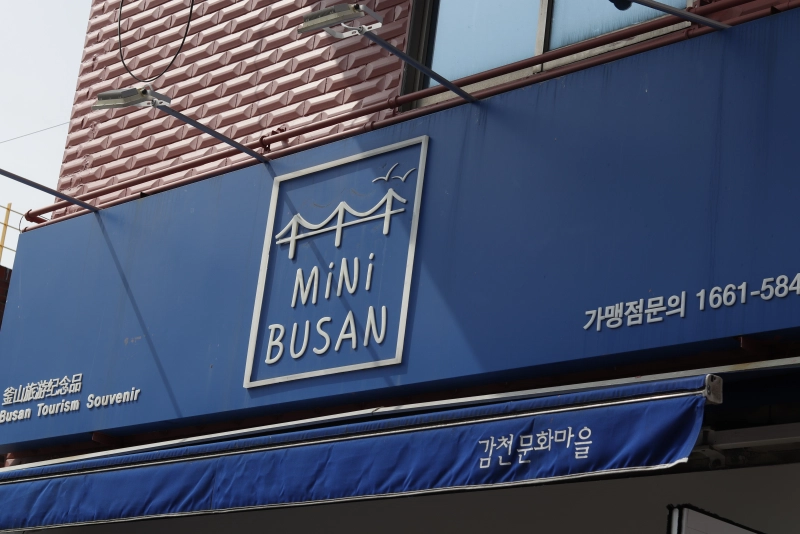 MiNi
BUSAN
가맹점문의 1661-584
釜山旅游纪念品
Busan Tourism Souvenir
감천문화마을